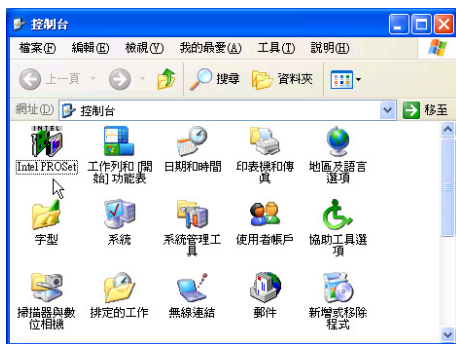 控制台
檔案(F) 編輯(E) 檢視(V) 我的最愛(A) 工具(T) 說明(H)
上一頁 搜尋 資料夾
網址(D) 控制台 移至
INTEL
Intel PROSet 工作列和 [開 日期和時間 印表機和傳 地區及語言
始] 功能表 真 選項
字型 系統 系統管理工 使用者帳戶 協助工具選
具 項
掃描器與數 排定的工作 無線連結 郵件 新增或移除
位相機 程式